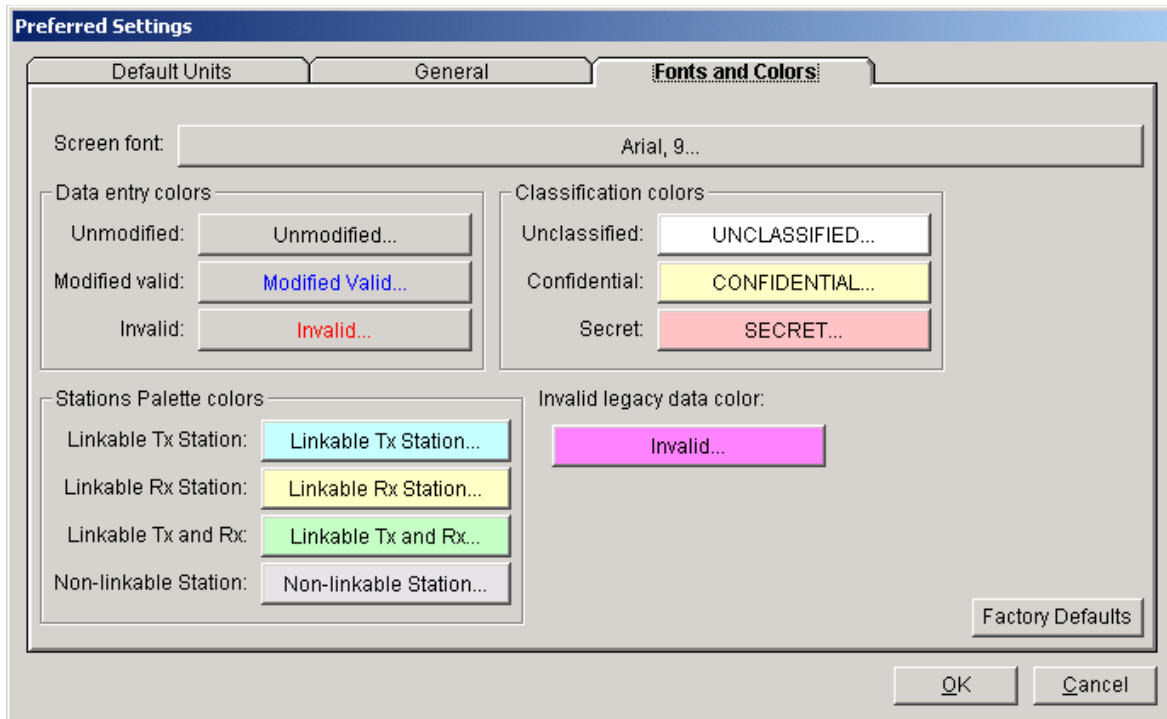 Preferred Settings
Default Units
General
Fonts and Colors
Screen font:
Arial, 9...
Data entry colors
Unmodified:
Unmodified...
Modified valid:
Modified Valid...
Invalid:
Invalid...
Classification colors
Unclassified:
UNCLASSIFIED...
Confidential:
CONFIDENTIAL...
Secret:
SECRET...
Stations Palette colors
Linkable Tx Station:
Linkable Tx Station...
Linkable Rx Station:
Linkable Rx Station...
Linkable Tx and Rx:
Linkable Tx and Rx...
Non-linkable Station:
Non-linkable Station...
Invalid legacy data color:
Invalid...
Factory Defaults
OK
Cancel